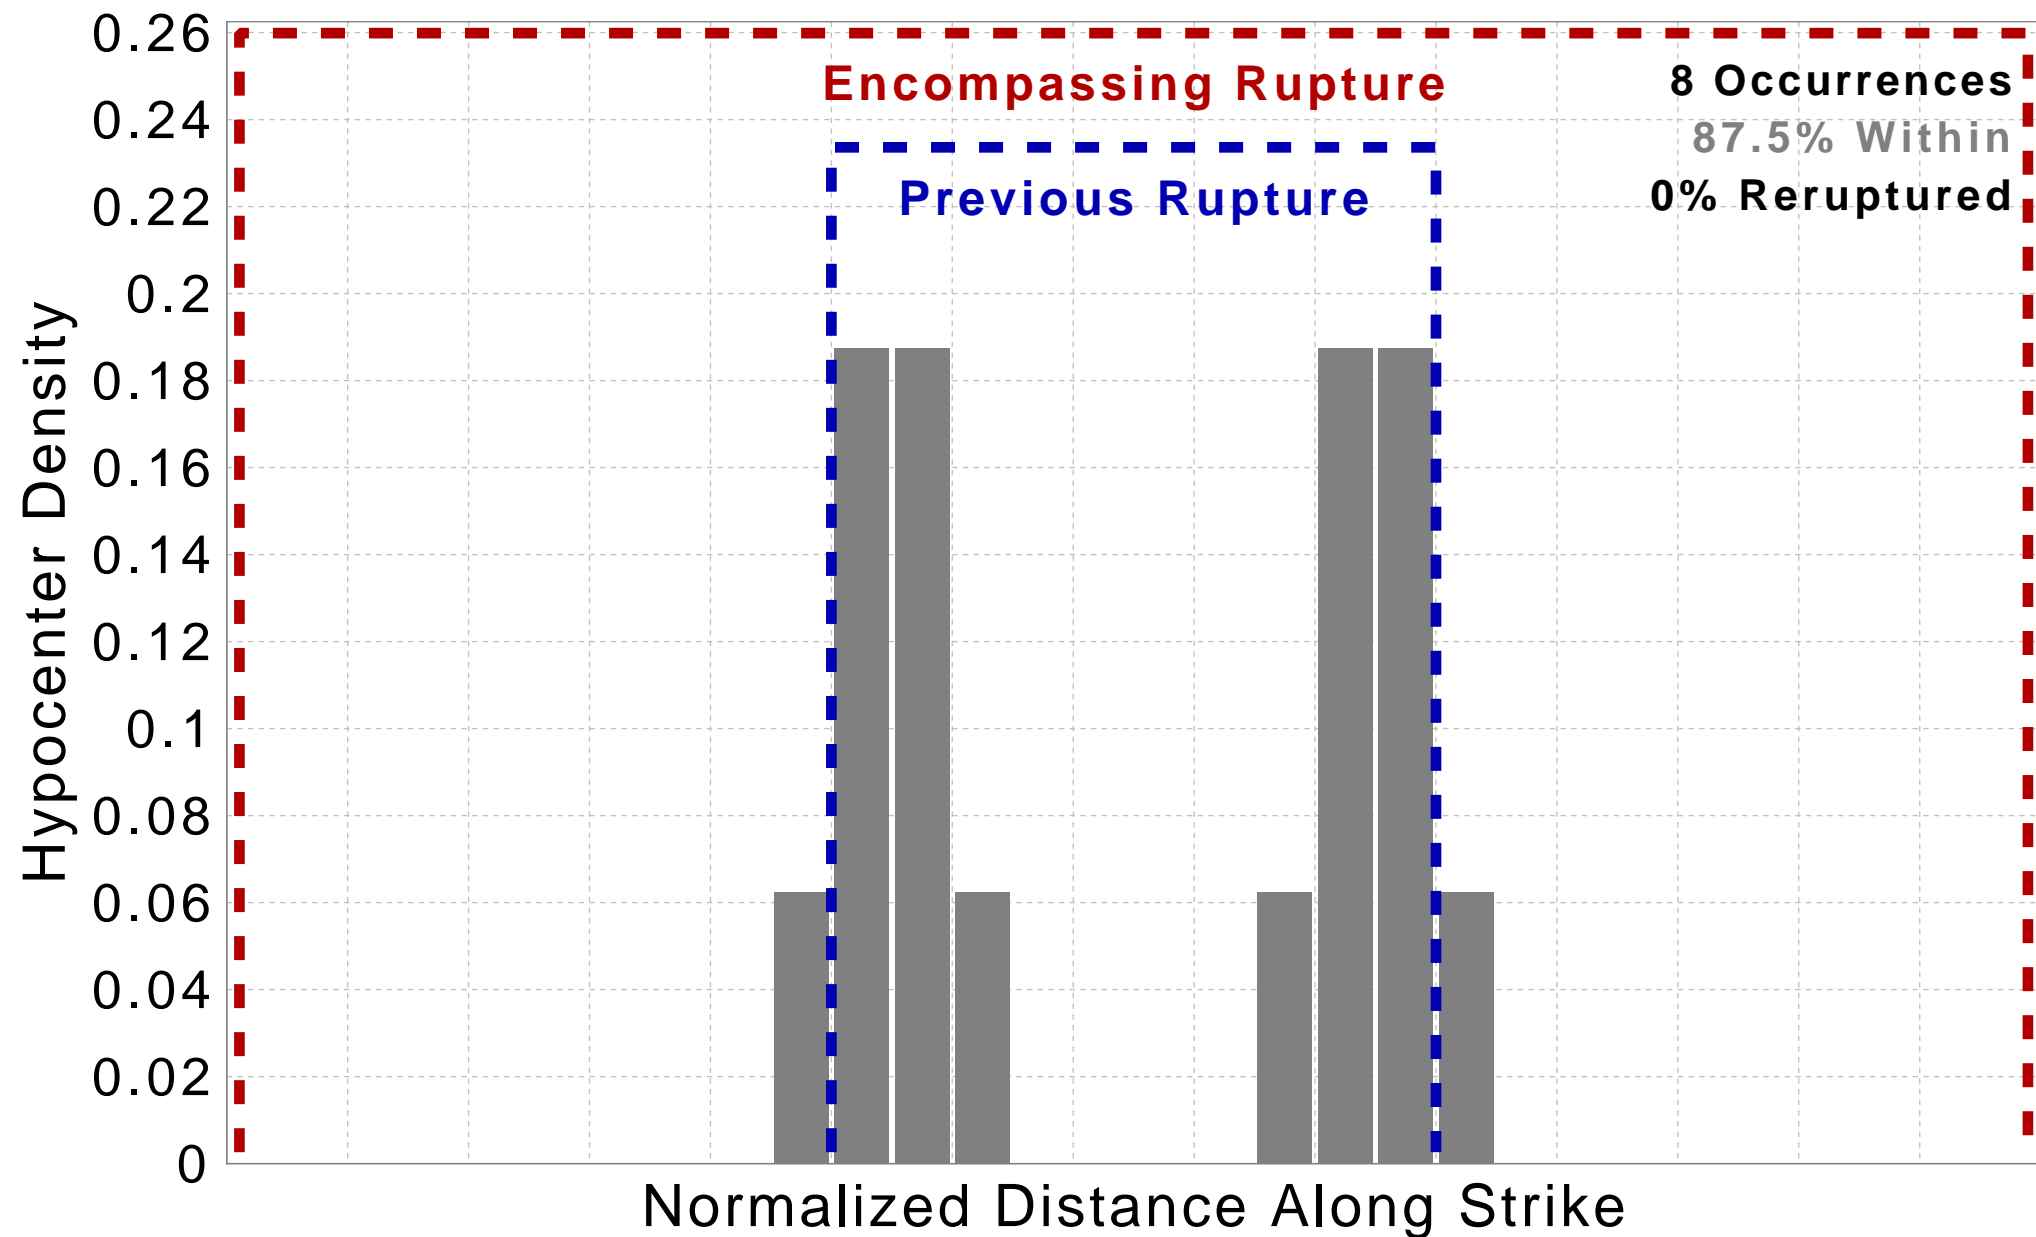 0.26
0.24
0.22
0.2
0.18
0.16
0.14
0.12
0.1
0.08
0.06
0.04
0.02
0
Hypocenter Density
Encompassing Rupture
Previous Rupture
8 Occurrences
87.5% Within
0% Reruptured
Normalized Distance Along Strike